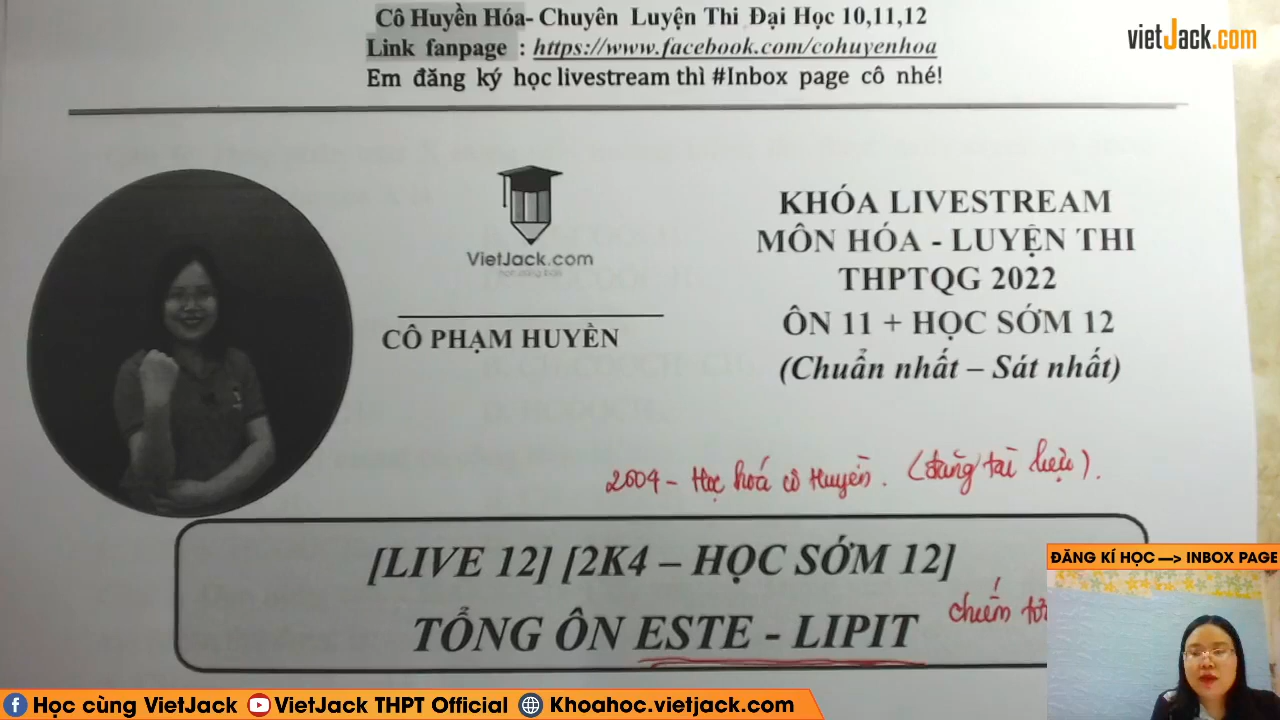 Cô Huyền Hóa- Chuyên Luyện Thi Đại Học 10,11,12
Link fanpage : https://www.facebook.com/cohuyenhoa
Em đăng ký học livestream thì #Inbox page cô nhé!
vietJack.com
VietJack.com
CÔ PHẠM HUYỀN
KHÓA LIVESTREAM
MÔN HÓA - LUYỆN THI
THPTQG 2022
ÔN 11 + HỌC SỚM 12
(Chuẩn nhất – Sát nhất)
2004 - Học hoá cô Huyền. (đăng tài liệu).
[LIVE 12] [2K4 – HỌC SỚM 12]
TỔNG ÔN ESTE - LIPIT
chiến
ĐĂNG KÍ HỌC —> INBOX PAGE
Học cùng VietJack
VietJack THPT Official
Khoahoc.vietjack.com